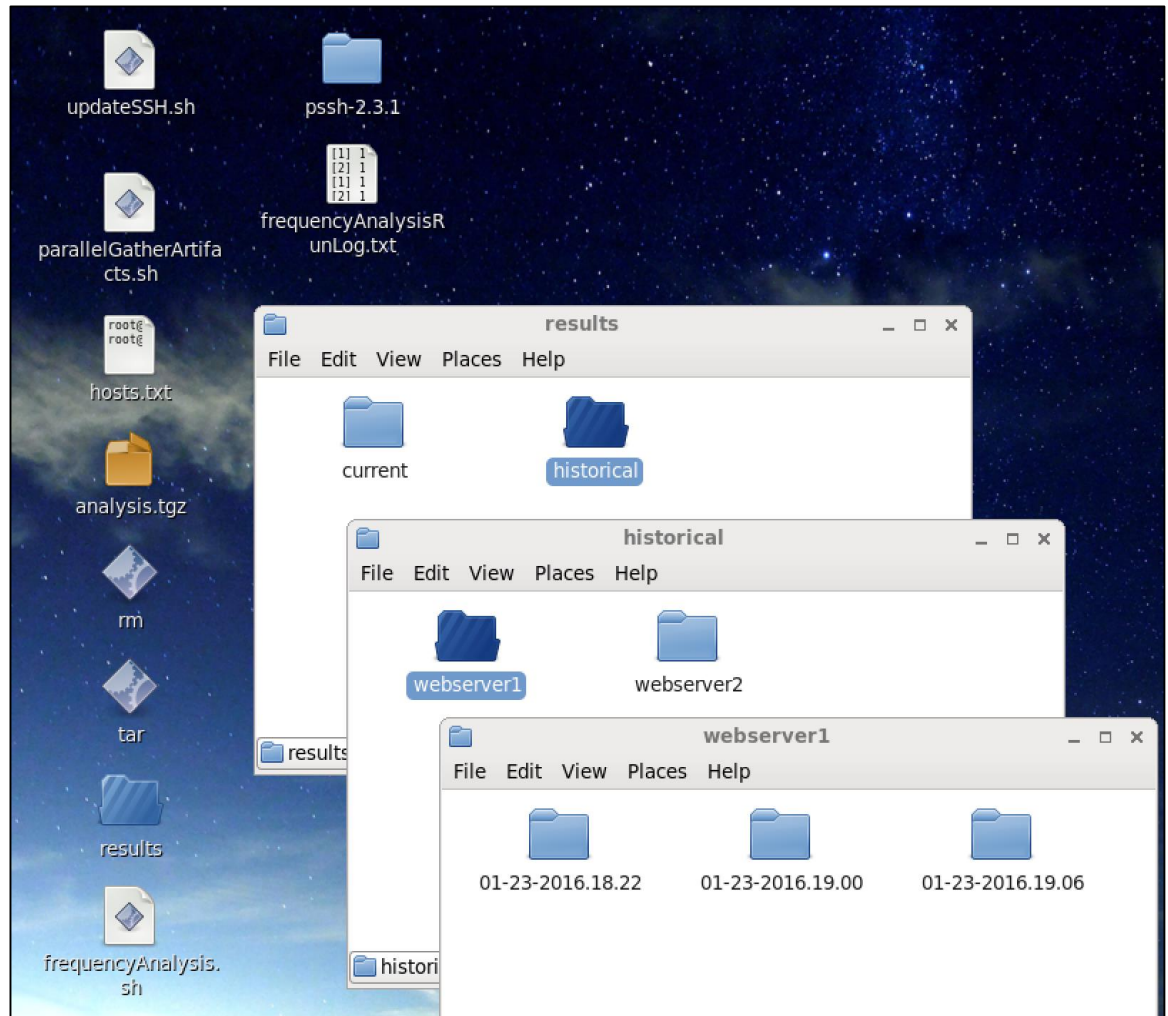 updateSSH.sh
pssh-2.3.1
[1] 1
[2] 1
[1] 1
[2] 1
frequencyAnalysisR
unLog.txt
parallelGatherArtifa
cts.sh
root@
root@
hosts.txt
analysis.tgz
rm
tar
results
frequencyAnalysis.
sh
results
File Edit View Places Help
current
historical
results
historical
File Edit View Places Help
webserver1
webserver2
histori
webserver1
File Edit View Places Help
01-23-2016.18.22
01-23-2016.19.00
01-23-2016.19.06